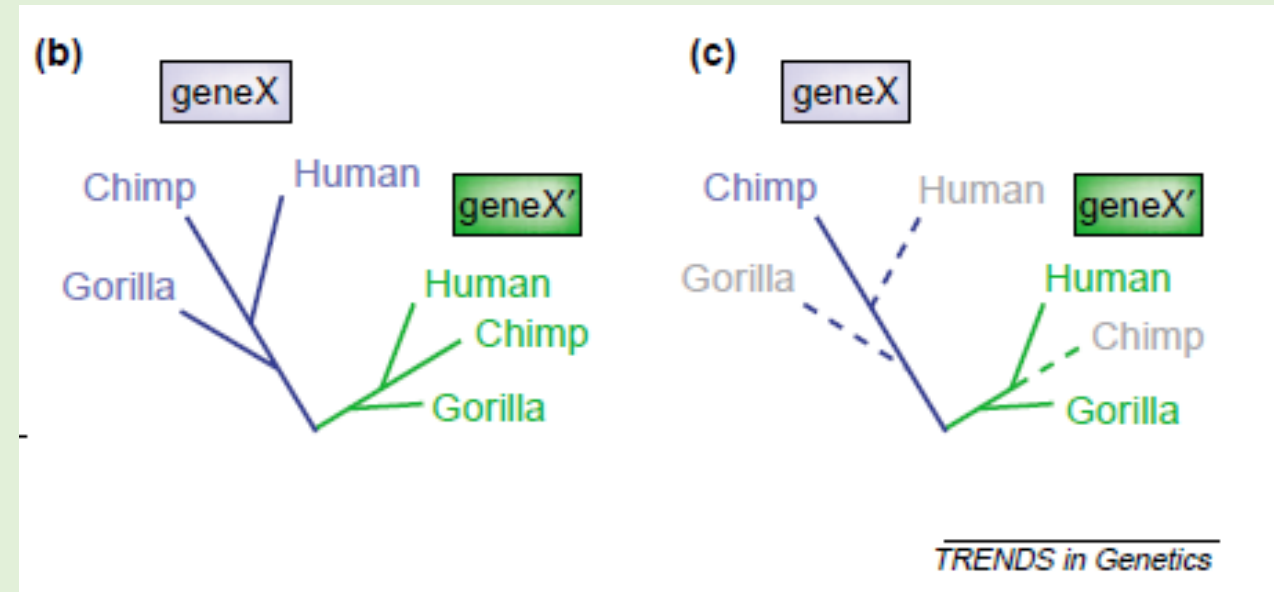 (b)
geneX
Chimp
Human
geneX′
Gorilla
Human
Chimp
Gorilla
(c)
geneX
Chimp
Human
geneX′
Gorilla
Human
Chimp
Gorilla
TRENDS in Genetics